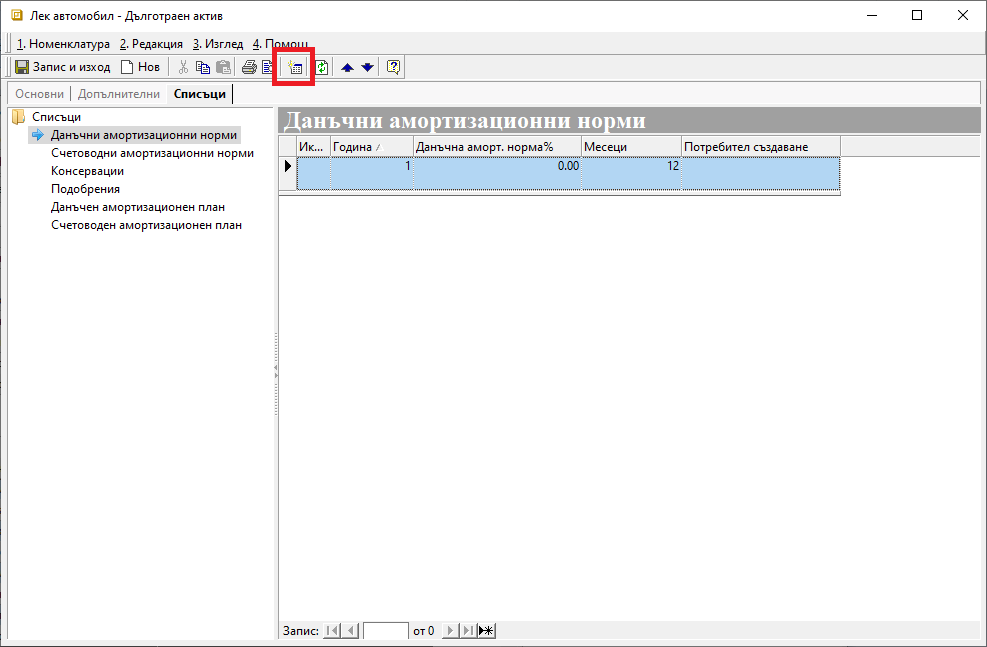 Лек автомобил - Дълготраен актив
1. Номенклатура 2. Редакция 3. Изглед 4. Помощ
Запис и изход Нов
Основни Допълнителни Списъци
Списъци
Данъчни амортизационни норми
Счетоводни амортизационни норми
Консервации
Подобрения
Данъчен амортизационен план
Счетоводен амортизационен план
Данъчни амортизационни норми
Ик... Година Данъчна аморт. норма% Месеци Потребител създаване
1 0.00 12
Запис: от 0